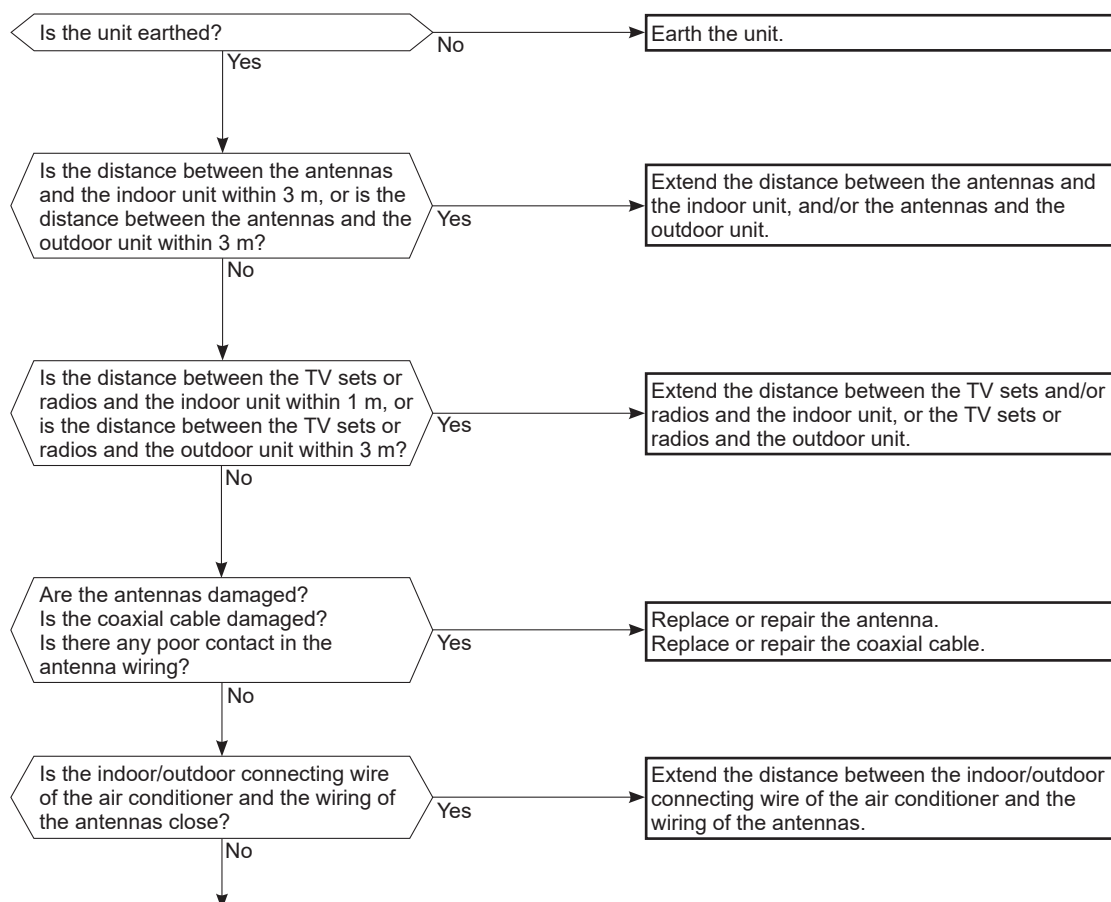 Is the unit earthed?
No
Earth the unit.
Yes
Is the distance between the antennas
and the indoor unit within 3 m, or is the
distance between the antennas and the
outdoor unit within 3 m?
Yes
Extend the distance between the antennas and
the indoor unit, and/or the antennas and the
outdoor unit.
No
Is the distance between the TV sets or
radios and the indoor unit within 1 m, or
is the distance between the TV sets or
radios and the outdoor unit within 3 m?
Yes
Extend the distance between the TV sets and/or
radios and the indoor unit, or the TV sets or
radios and the outdoor unit.
No
Are the antennas damaged?
Is the coaxial cable damaged?
Is there any poor contact in the
antenna wiring?
Yes
Replace or repair the antenna.
Replace or repair the coaxial cable.
No
Is the indoor/outdoor connecting wire
of the air conditioner and the wiring of
the antennas close?
Yes
Extend the distance between the indoor/outdoor
connecting wire of the air conditioner and the
wiring of the antennas.
No